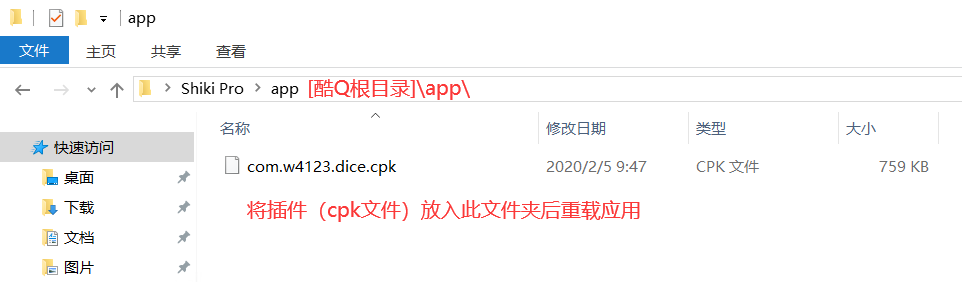 app
文件 主页 共享 查看
Shiki Pro app [酷Q根目录]\app\
名称 修改日期 类型 大小
快速访问
com.w4123.dice.cpk 2020/2/5 9:47 CPK 文件 759 KB
桌面
下载
将插件（cpk文件）放入此文件夹后重载应用
文档
图片